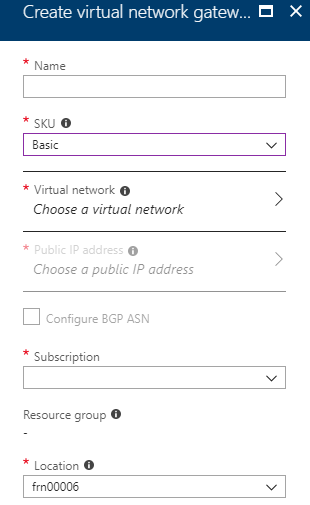 Create virtual network gatew...
* Name
* SKU
Basic
* Virtual network
Choose a virtual network
* Public IP address
Choose a public IP address
Configure BGP ASN
* Subscription
Resource group
-
* Location
frn00006